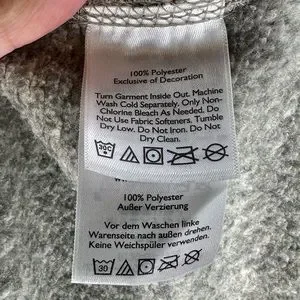 100% Polyester
Exclusive of Decoration
Turn Garment Inside Out. Machine
Wash Cold Separately. Only Non-
Chlorine Bleach As Needed. Do
Not Use Fabric Softeners. Tumble
Dry Low. Do Not Iron. Do Not
Dry Clean.
30
100% Polyester
Außer Verzierung
Vor dem Waschen linke
Warenseite nach außen drehen.
Keine Weichspüler verwenden.
30